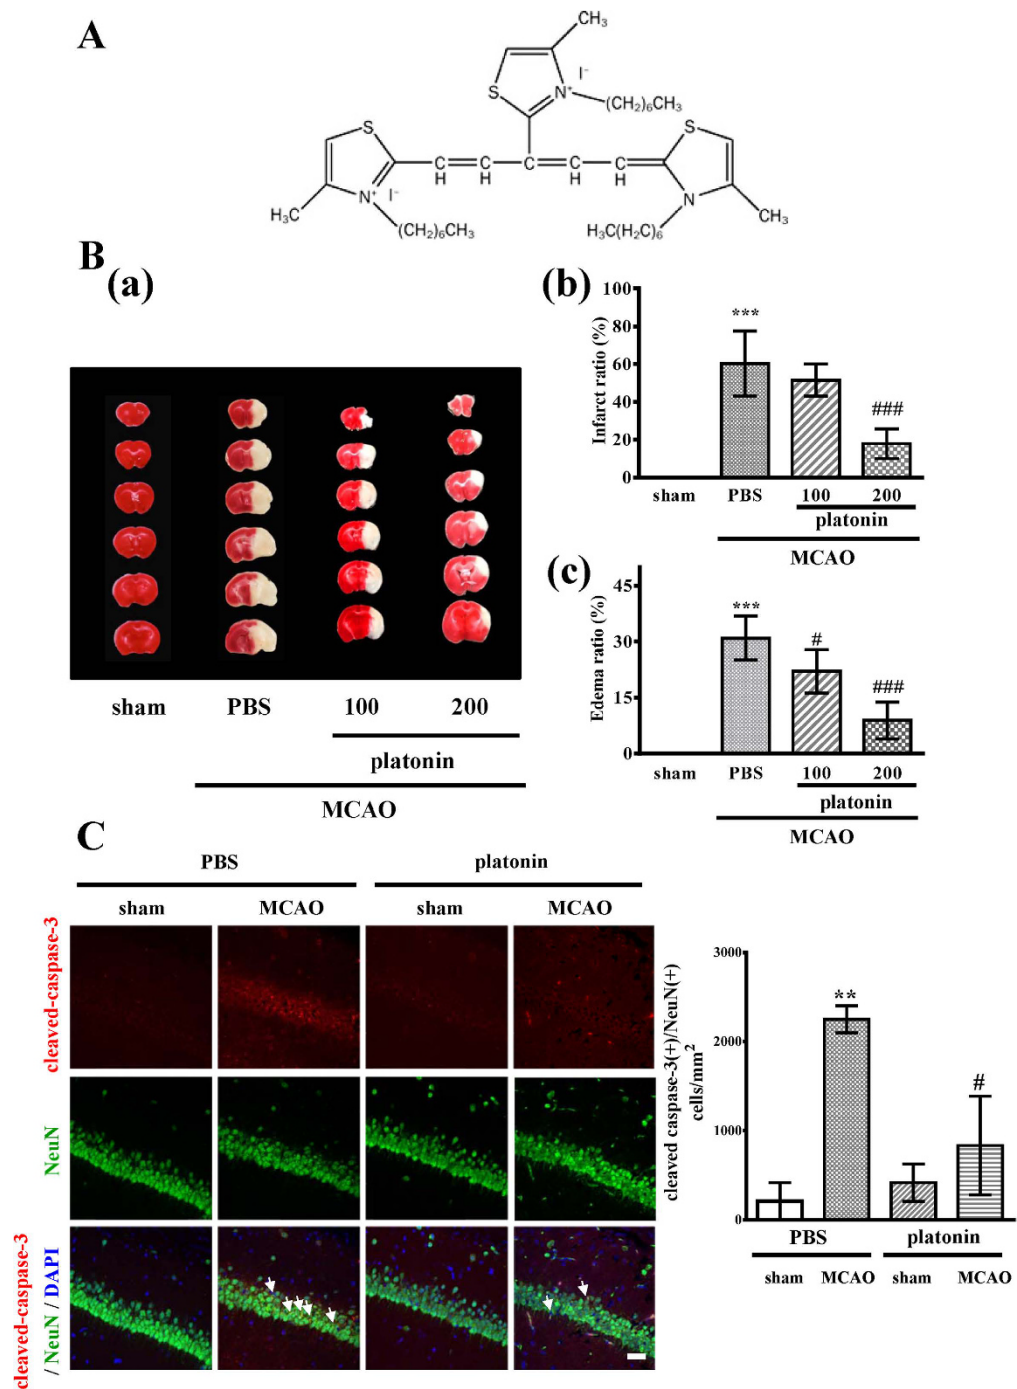 A
CH₃
I⁻
S
N⁺
(CH₂)₆CH₃
S
S
C=C-C=C-C
H H H H
N⁺
I⁻
N
H₃C
(CH₂)₆CH₃
H₃C(H₂C)₆
CH₃
B
(a)
sham PBS 100 200
platonin
MCAO
(b)
Infarct ratio (%)
100
80
60
40
20
0
***
###
sham PBS 100 200
platonin
MCAO
(c)
Edema ratio (%)
45
30
15
0
***
#
###
sham PBS 100 200
platonin
MCAO
C
PBS platonin
sham MCAO sham MCAO
cleaved-caspase-3
NeuN
cleaved-caspase-3
/ NeuN / DAPI
cleaved caspase-3(+)/NeuN(+)
cells/mm²
3000
2000
1000
0
**
#
PBS platonin
sham MCAO sham MCAO